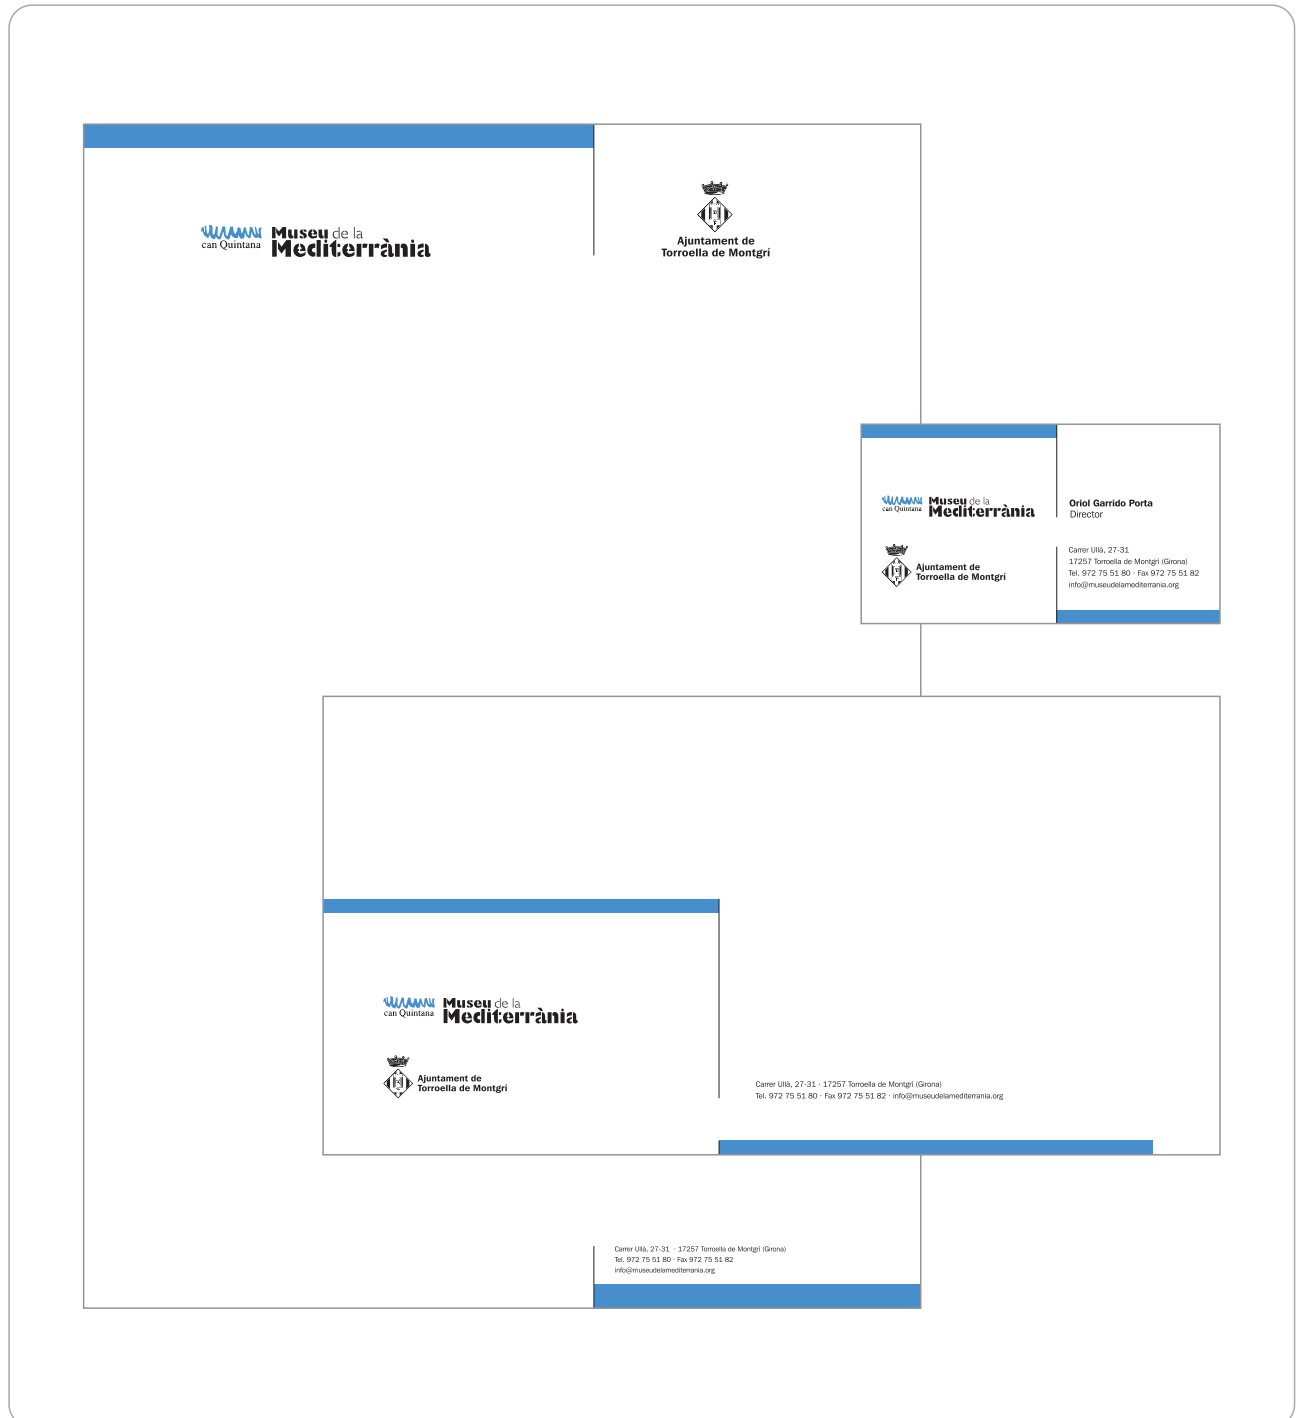 can Quintana
Museu de la
Mediterrània
Ajuntament de
Torroella de Montgrí
can Quintana
Museu de la
Mediterrània
Oriol Garrido Porta
Director
Ajuntament de
Torroella de Montgrí
Carrer Ullà, 27-31
17257 Torroella de Montgrí (Girona)
Tel. 972 75 51 80 · Fax 972 75 51 82
info@museudelamediterrania.org
can Quintana
Museu de la
Mediterrània
Ajuntament de
Torroella de Montgrí
Carrer Ullà, 27-31 · 17257 Torroella de Montgrí (Girona)
Tel. 972 75 51 80 · Fax 972 75 51 82 · info@museudelamediterrania.org
Carrer Ullà, 27-31 · 17257 Torroella de Montgrí (Girona)
Tel. 972 75 51 80 · Fax 972 75 51 82
info@museudelamediterrania.org